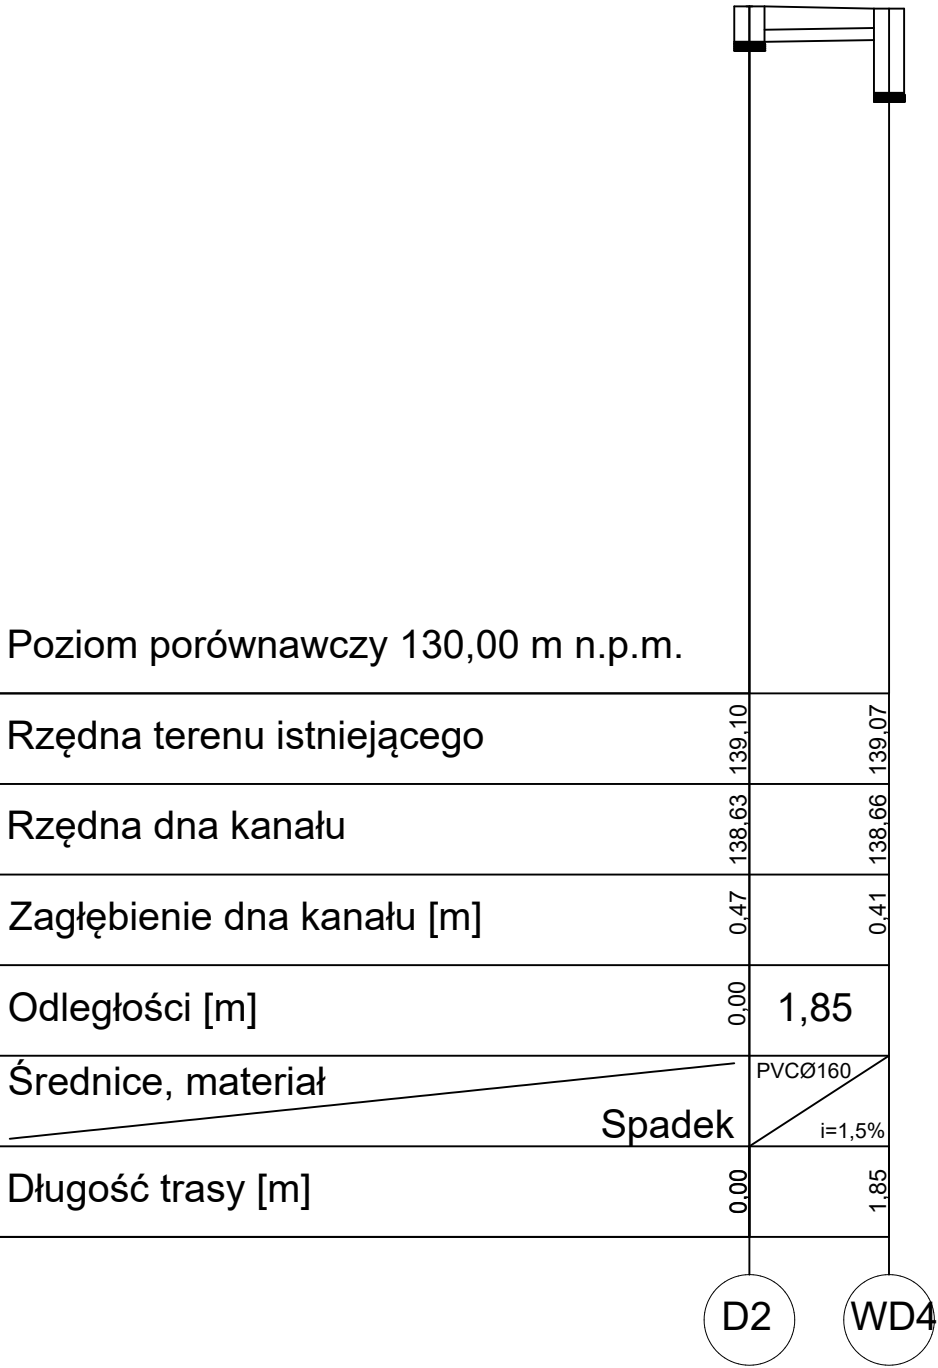 Poziom porównawczy 130,00 m n.p.m.
Rzędna terenu istniejącego 139,10 139,07
Rzędna dna kanału 138,63 138,66
Zagłębienie dna kanału [m] 0,47 0,41
Odległości [m] 0,00 1,85
Średnice, materiał PVCØ160
Spadek i=1,5%
Długość trasy [m] 0,00 1,85
D2 WD4